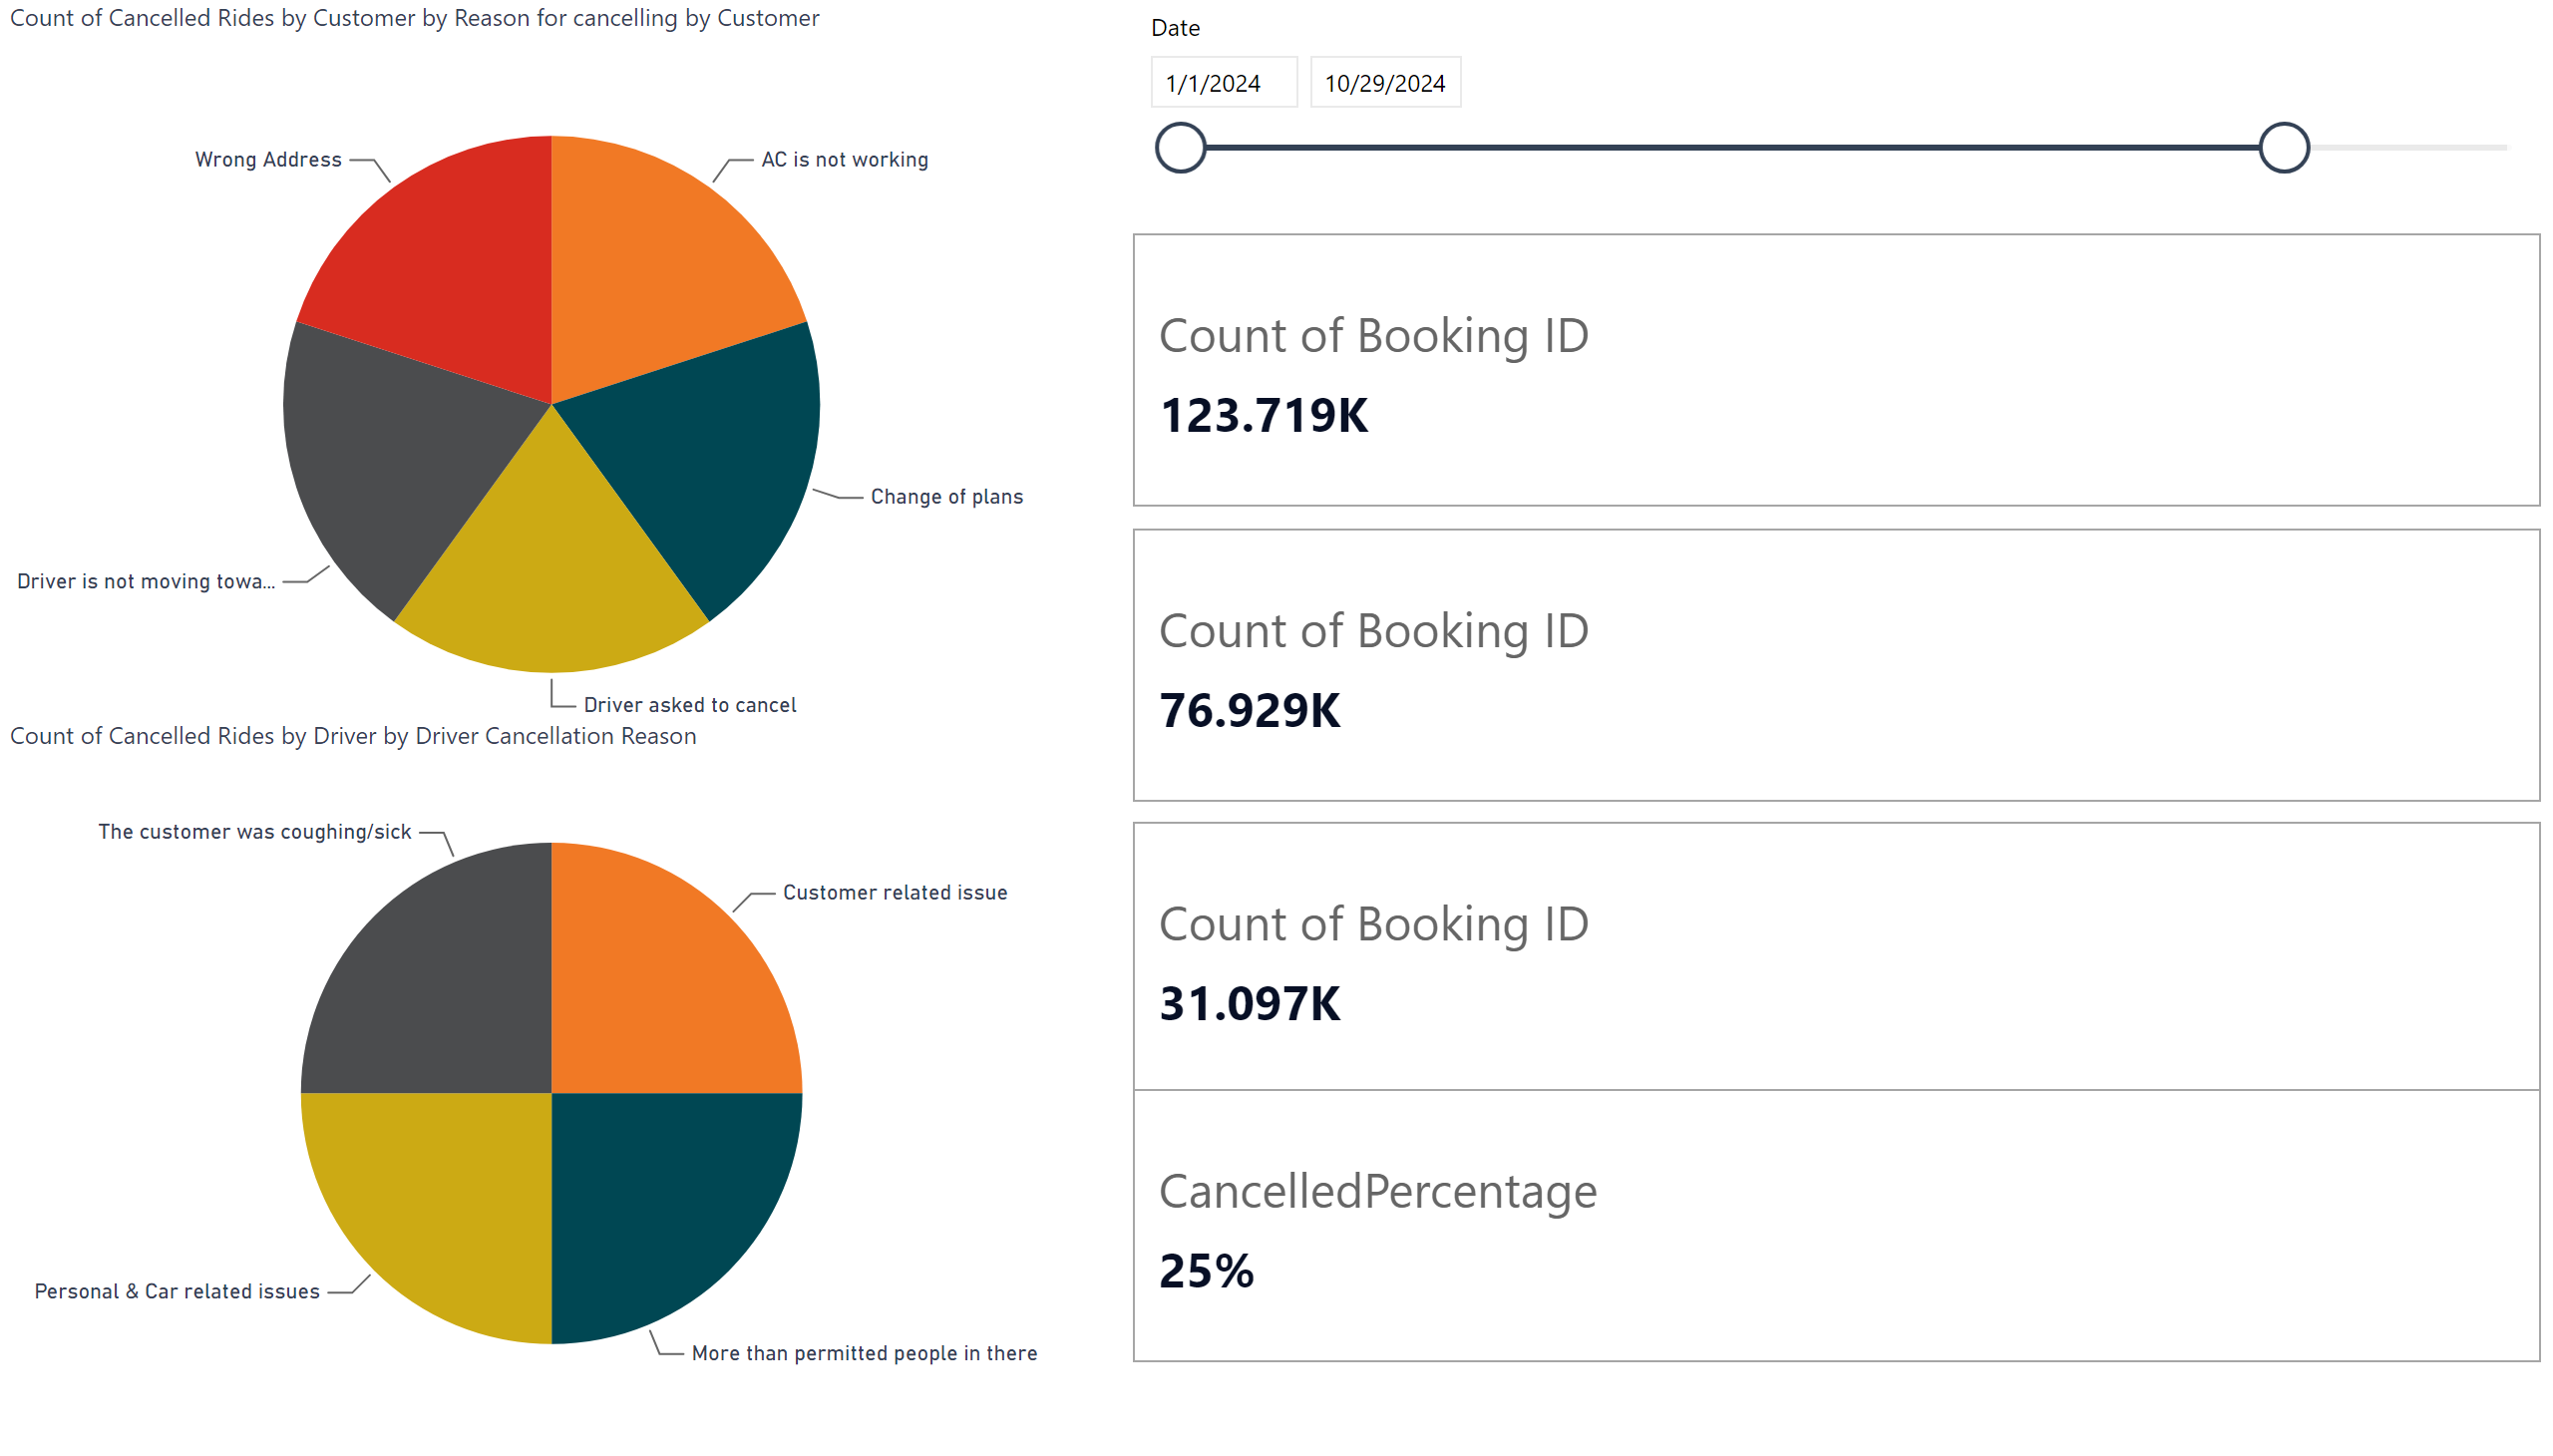 Count of Cancelled Rides by Customer by Reason for cancelling by Customer
Wrong Address
AC is not working
Change of plans
Driver is not moving towa...
Driver asked to cancel
Count of Cancelled Rides by Driver by Driver Cancellation Reason
The customer was coughing/sick
Customer related issue
Personal & Car related issues
More than permitted people in there
Date
1/1/2024
10/29/2024
Count of Booking ID
123.719K
Count of Booking ID
76.929K
Count of Booking ID
31.097K
CancelledPercentage
25%